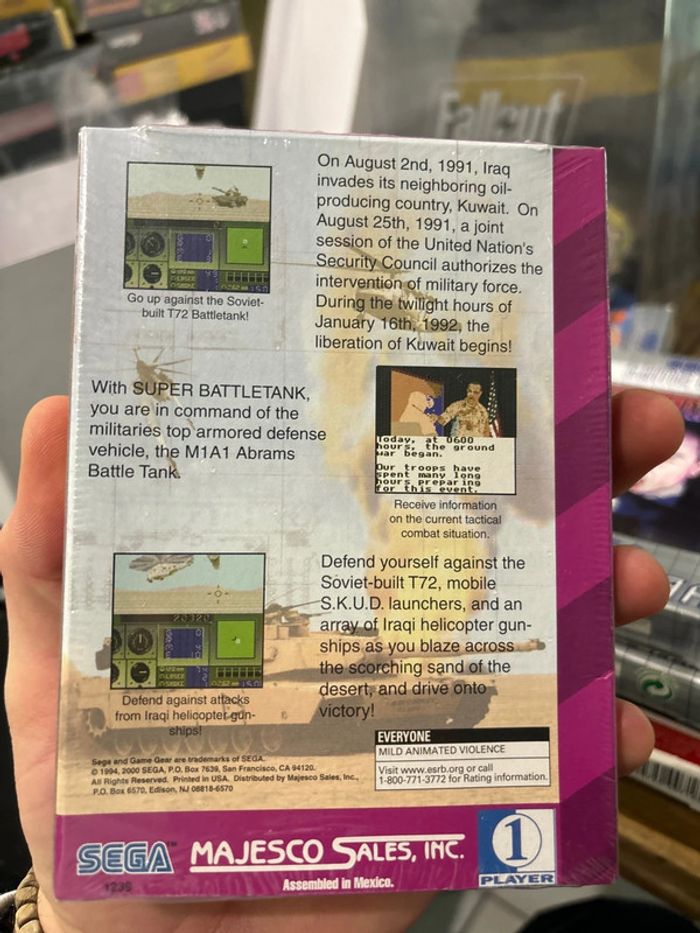 Fallout
On August 2nd, 1991, Iraq
invades its neighboring oil-
producing country, Kuwait. On
August 25th, 1991, a joint
session of the United Nation's
Security Council authorizes the
intervention of military force.
During the twilight hours of
January 16th, 1992, the
liberation of Kuwait begins!
Go up against the Soviet-
built T72 Battletank!
With SUPER BATTLETANK,
you are in command of the
militaries top armored defense
vehicle, the M1A1 Abrams
Battle Tank.
Today, at 0600
hours, the ground
war began.
Our troops have
spent many long
hours preparing
for this event.
Receive information
on the current tactical
combat situation.
Defend yourself against the
Soviet-built T72, mobile
S.K.U.D. launchers, and an
array of Iraqi helicopter gun-
ships as you blaze across
the scorching sand of the
desert, and drive onto
victory!
Defend against attacks
from Iraqi helicopter gun-
ships!
Sega and Game Gear are trademarks of SEGA.
© 1994, 2000 SEGA, P.O. Box 7639, San Francisco, CA 94120.
All Rights Reserved. Printed in USA. Distributed by Majesco Sales, Inc.,
P.O. Box 6570, Edison, NJ 08818-6570
EVERYONE
MILD ANIMATED VIOLENCE
Visit www.esrb.org or call
1-800-771-3772 for Rating information.
SEGA™
MAJESCO SALES, INC.
1
PLAYER
1239
Assembled in Mexico.